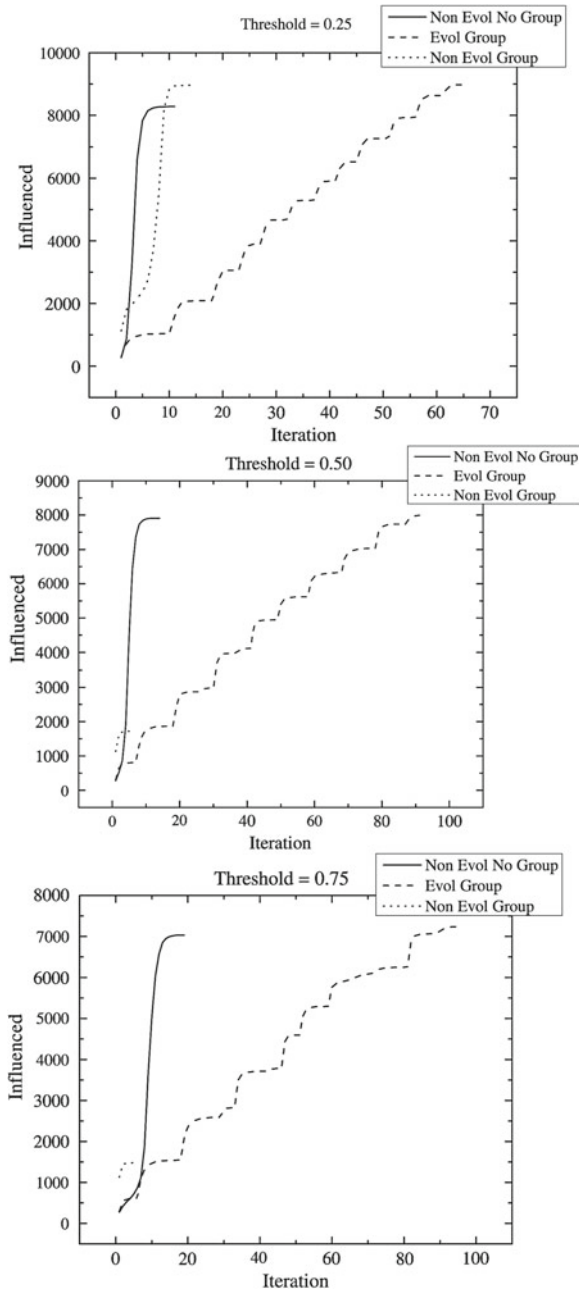 Threshold = 0.25
Non Evol No Group
Evol Group
Non Evol Group
10000
8000
6000
4000
2000
0
Influenced
0 10 20 30 40 50 60 70
Iteration
Threshold = 0.50
Non Evol No Group
Evol Group
Non Evol Group
9000
8000
7000
6000
5000
4000
3000
2000
1000
0
Influenced
0 20 40 60 80 100
Iteration
Threshold = 0.75
Non Evol No Group
Evol Group
Non Evol Group
8000
7000
6000
5000
4000
3000
2000
1000
0
Influenced
0 20 40 60 80 100
Iteration